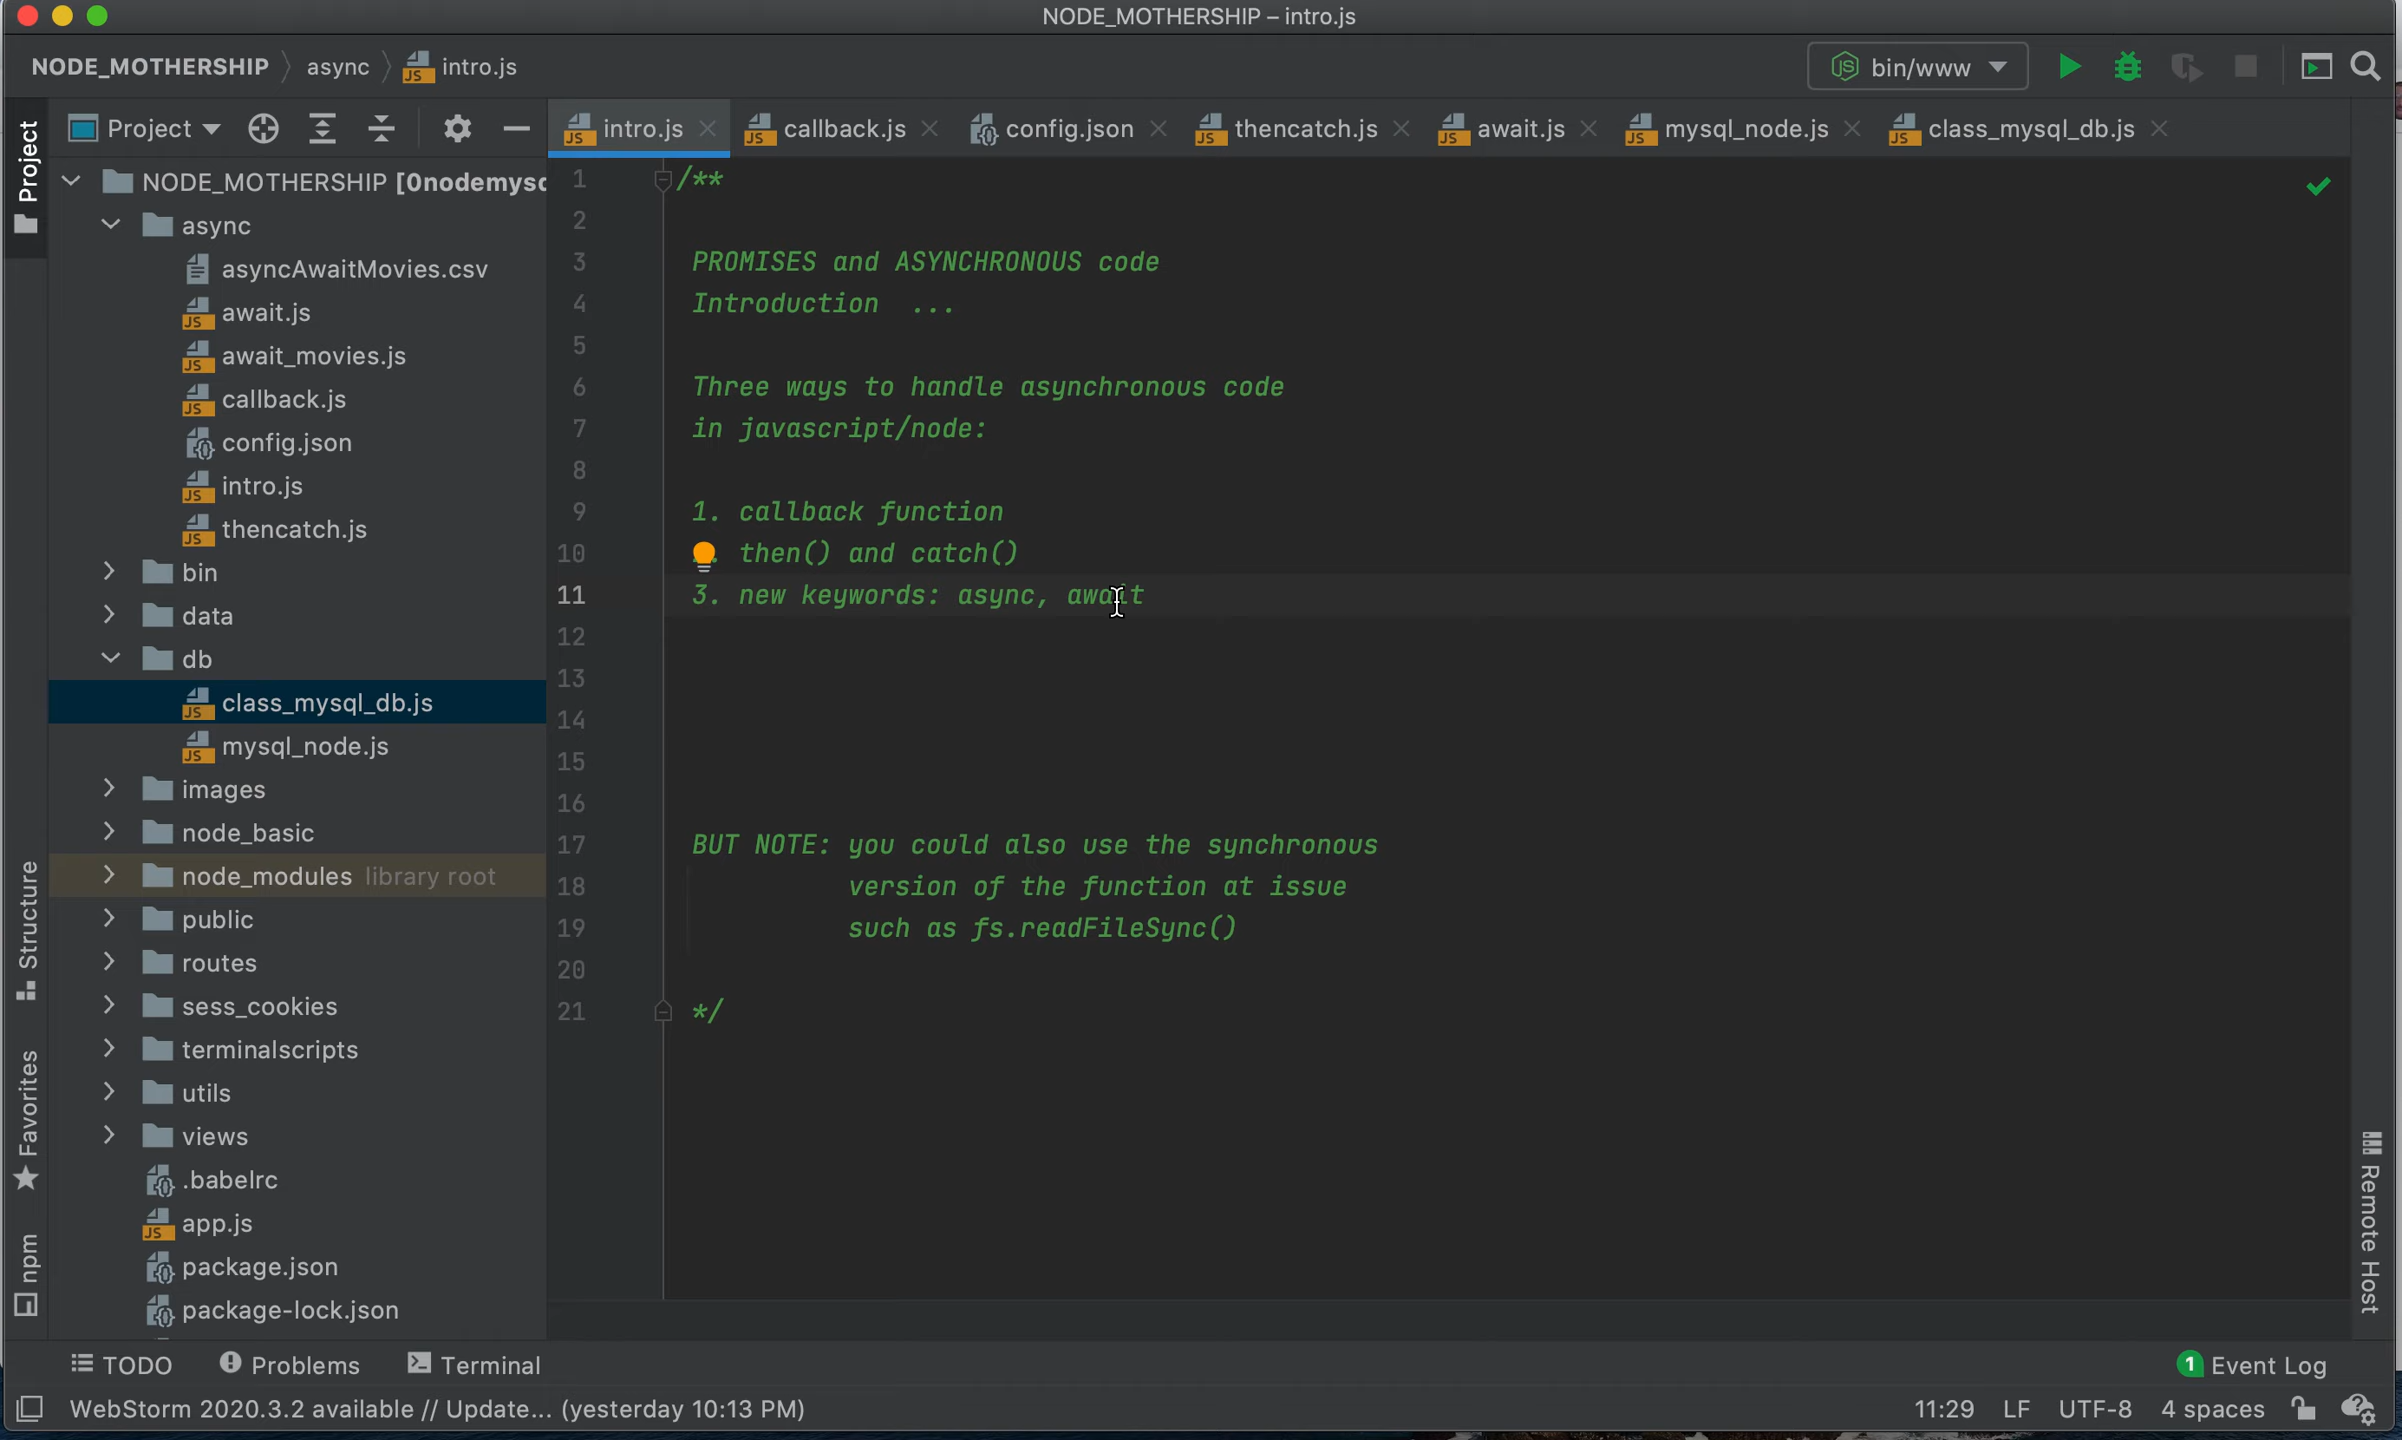 NODE_MOTHERSHIP – intro.js
NODE_MOTHERSHIP async JS intro.js
JS bin/www
Project
intro.js
callback.js
config.json
thencatch.js
await.js
mysql_node.js
class_mysql_db.js
Project
Structure
Favorites
npm
NODE_MOTHERSHIP [0nodemysq
async
asyncAwaitMovies.csv
await.js
await_movies.js
callback.js
config.json
intro.js
thencatch.js
bin
data
db
class_mysql_db.js
mysql_node.js
images
node_basic
node_modules library root
public
routes
sess_cookies
terminalscripts
utils
views
.babelrc
app.js
package.json
package-lock.json
1 /**
2
3 PROMISES and ASYNCHRONOUS code
4 Introduction ...
5
6 Three ways to handle asynchronous code
7 in javascript/node:
8
9 1. callback function
10 then() and catch()
11 3. new keywords: async, await
12
13
14
15
16
17 BUT NOTE: you could also use the synchronous
18 version of the function at issue
19 such as fs.readFileSync()
20
21 */
Remote Host
TODO
Problems
Terminal
1 Event Log
WebStorm 2020.3.2 available // Update... (yesterday 10:13 PM)
11:29 LF UTF-8 4 spaces